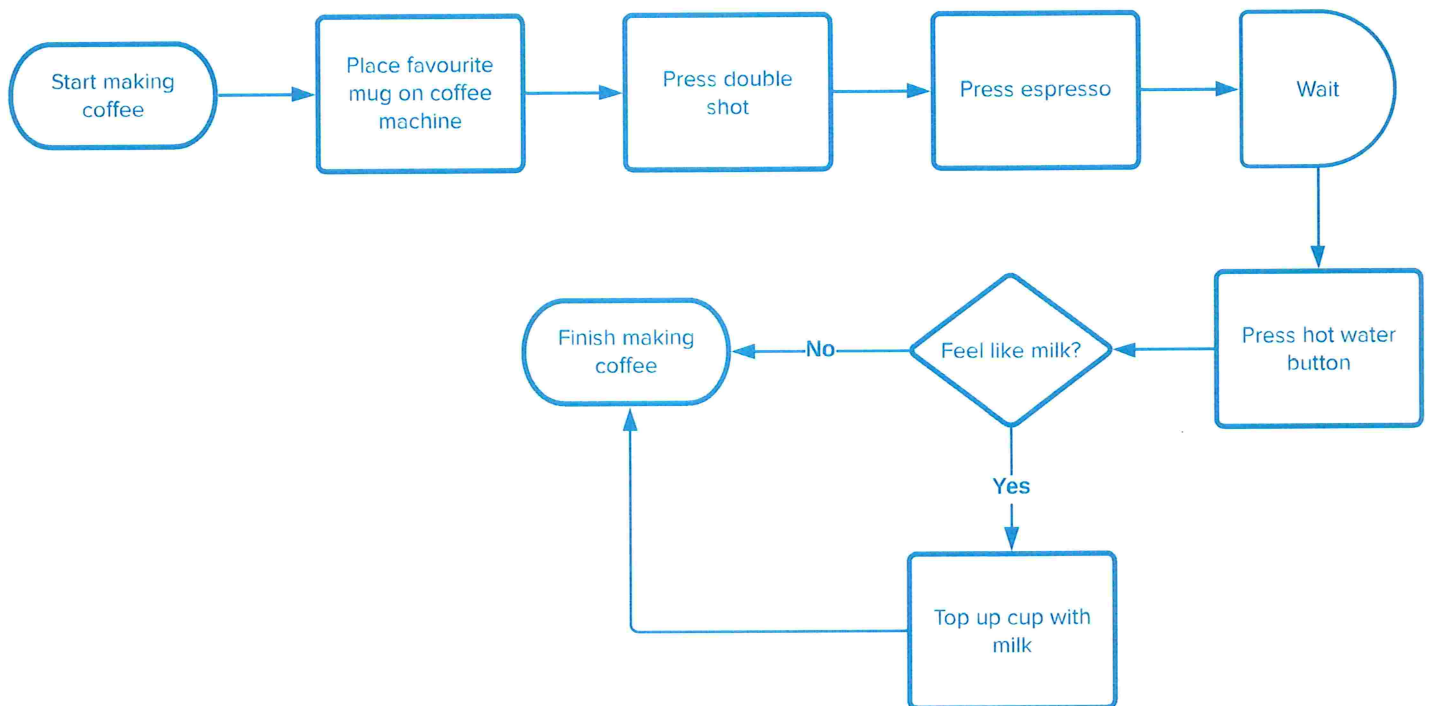 Start making
coffee
Place favourite
mug on coffee
machine
Press double
shot
Press espresso
Wait
Press hot water
button
Feel like milk?
No
Finish making
coffee
Yes
Top up cup with
milk